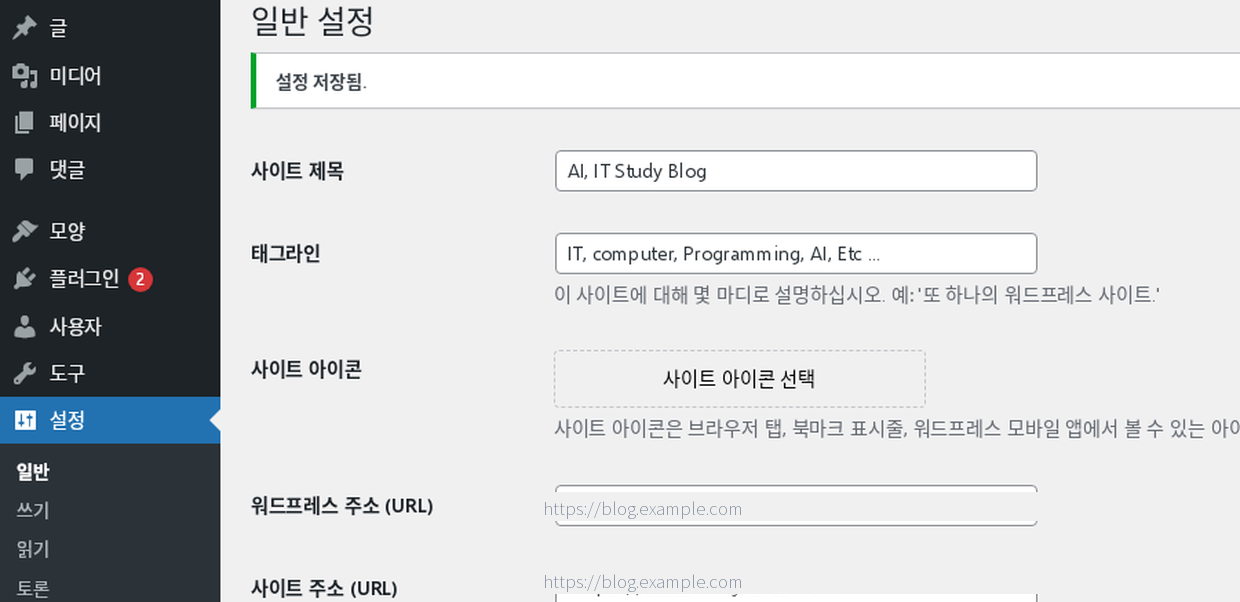 글
미디어
페이지
댓글
모양
플러그인 2
사용자
도구
설정
일반
쓰기
읽기
토론
일반 설정
설정 저장됨.
사이트 제목
AI, IT Study Blog
태그라인
IT, computer, Programming, AI, Etc ...
이 사이트에 대해 몇 마디로 설명하십시오. 예: '또 하나의 워드프레스 사이트.'
사이트 아이콘
사이트 아이콘 선택
사이트 아이콘은 브라우저 탭, 북마크 표시줄, 워드프레스 모바일 앱에서 볼 수 있는 아이
워드프레스 주소 (URL)
https://blog.example.com
사이트 주소 (URL)
https://blog.example.com